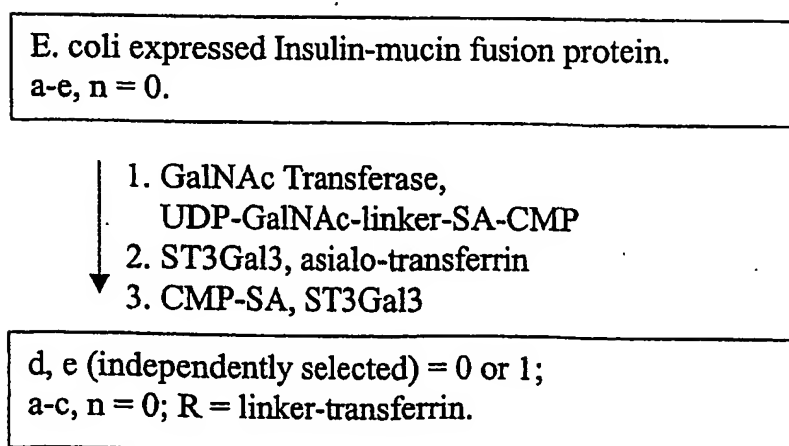 E. coli expressed Insulin-mucin fusion protein.
a-e, n = 0.
1. GalNAc Transferase,
UDP-GalNAc-linker-SA-CMP
2. ST3Gal3, asialo-transferrin
3. CMP-SA, ST3Gal3
d, e (independently selected) = 0 or 1;
a-c, n = 0; R = linker-transferrin.